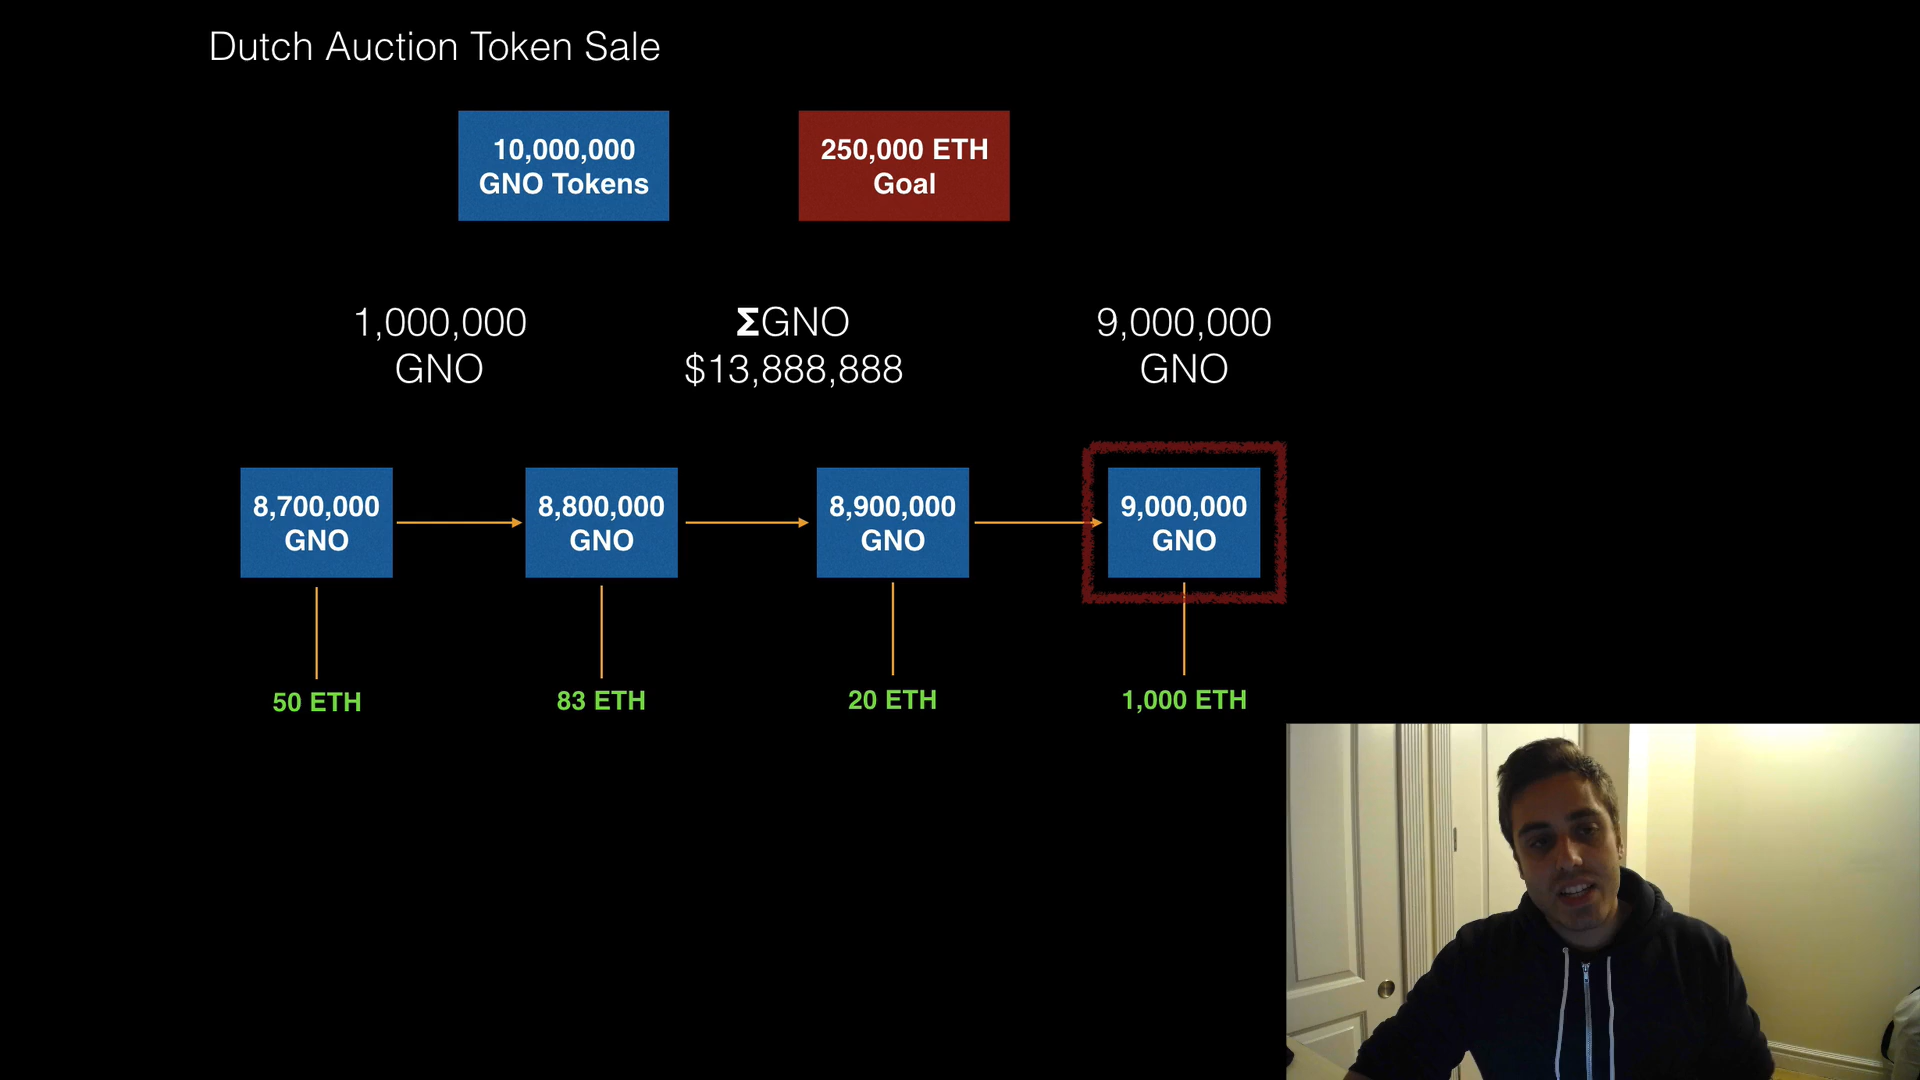 Dutch Auction Token Sale
10,000,000
GNO Tokens
250,000 ETH
Goal
1,000,000
GNO
ΣGNO
$13,888,888
9,000,000
GNO
8,700,000
GNO
8,800,000
GNO
8,900,000
GNO
9,000,000
GNO
50 ETH
83 ETH
20 ETH
1,000 ETH